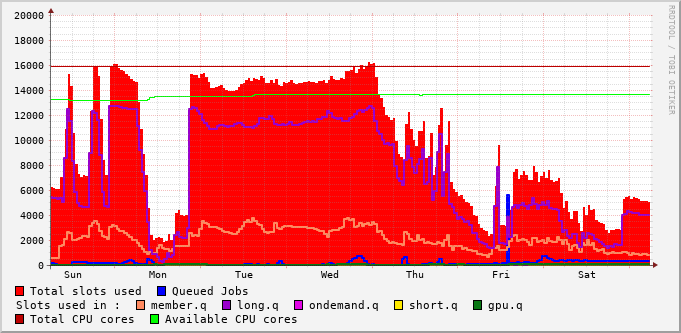 20000
18000
16000
14000
12000
10000
8000
6000
4000
2000
0
Sun Mon Tue Wed Thu Fri Sat
RRDTOOL / TOBI OETIKER
Total slots used Queued Jobs
Slots used in : member.q long.q ondemand.q short.q gpu.q
Total CPU cores Available CPU cores